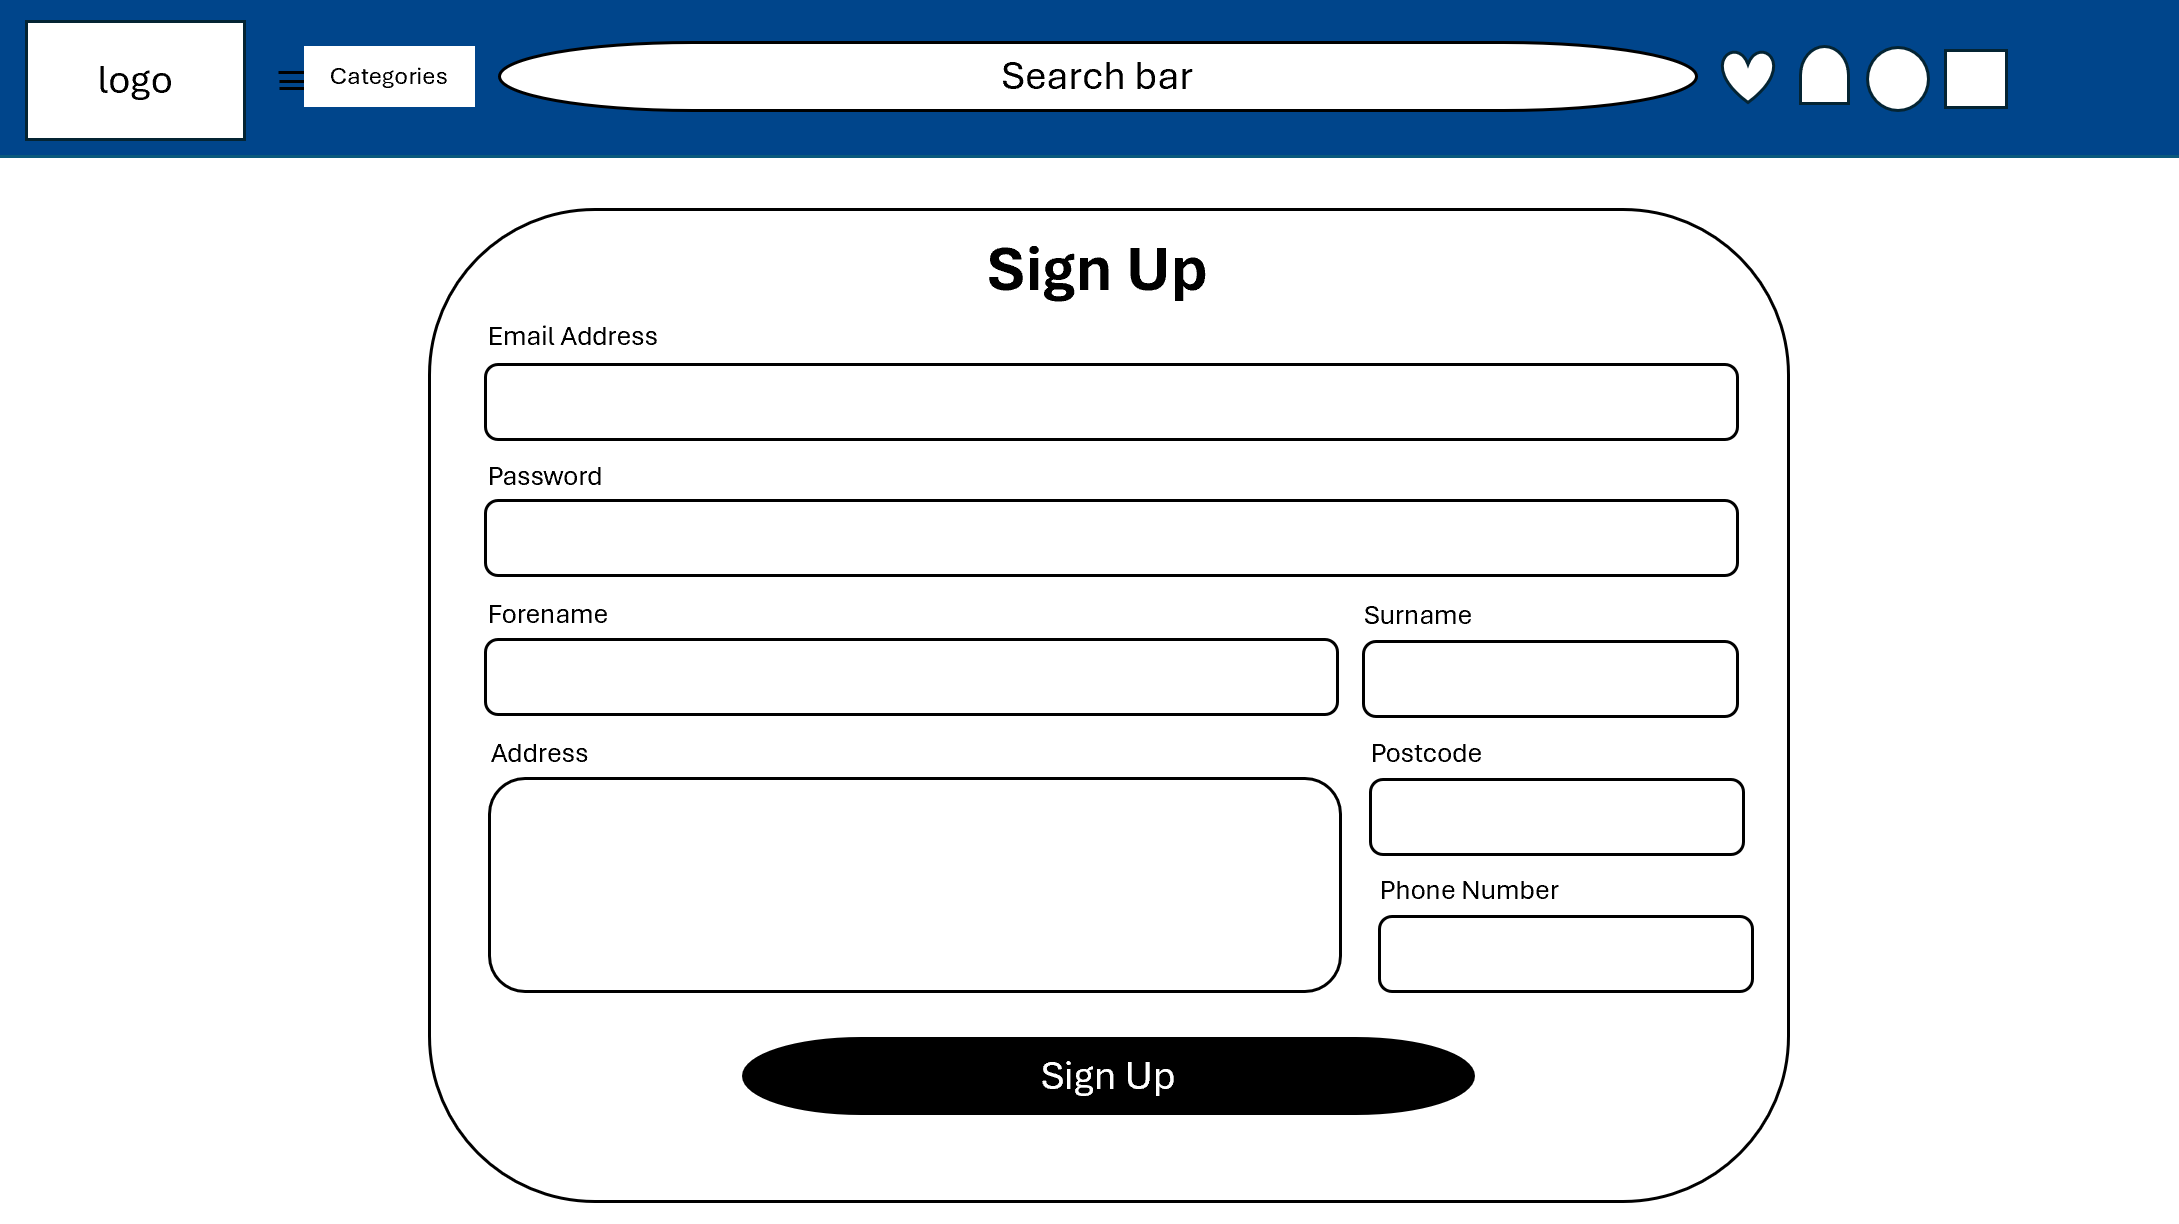 logo
Categories
Search bar
Sign Up
Email Address
Password
Forename
Surname
Address
Postcode
Phone Number
Sign Up